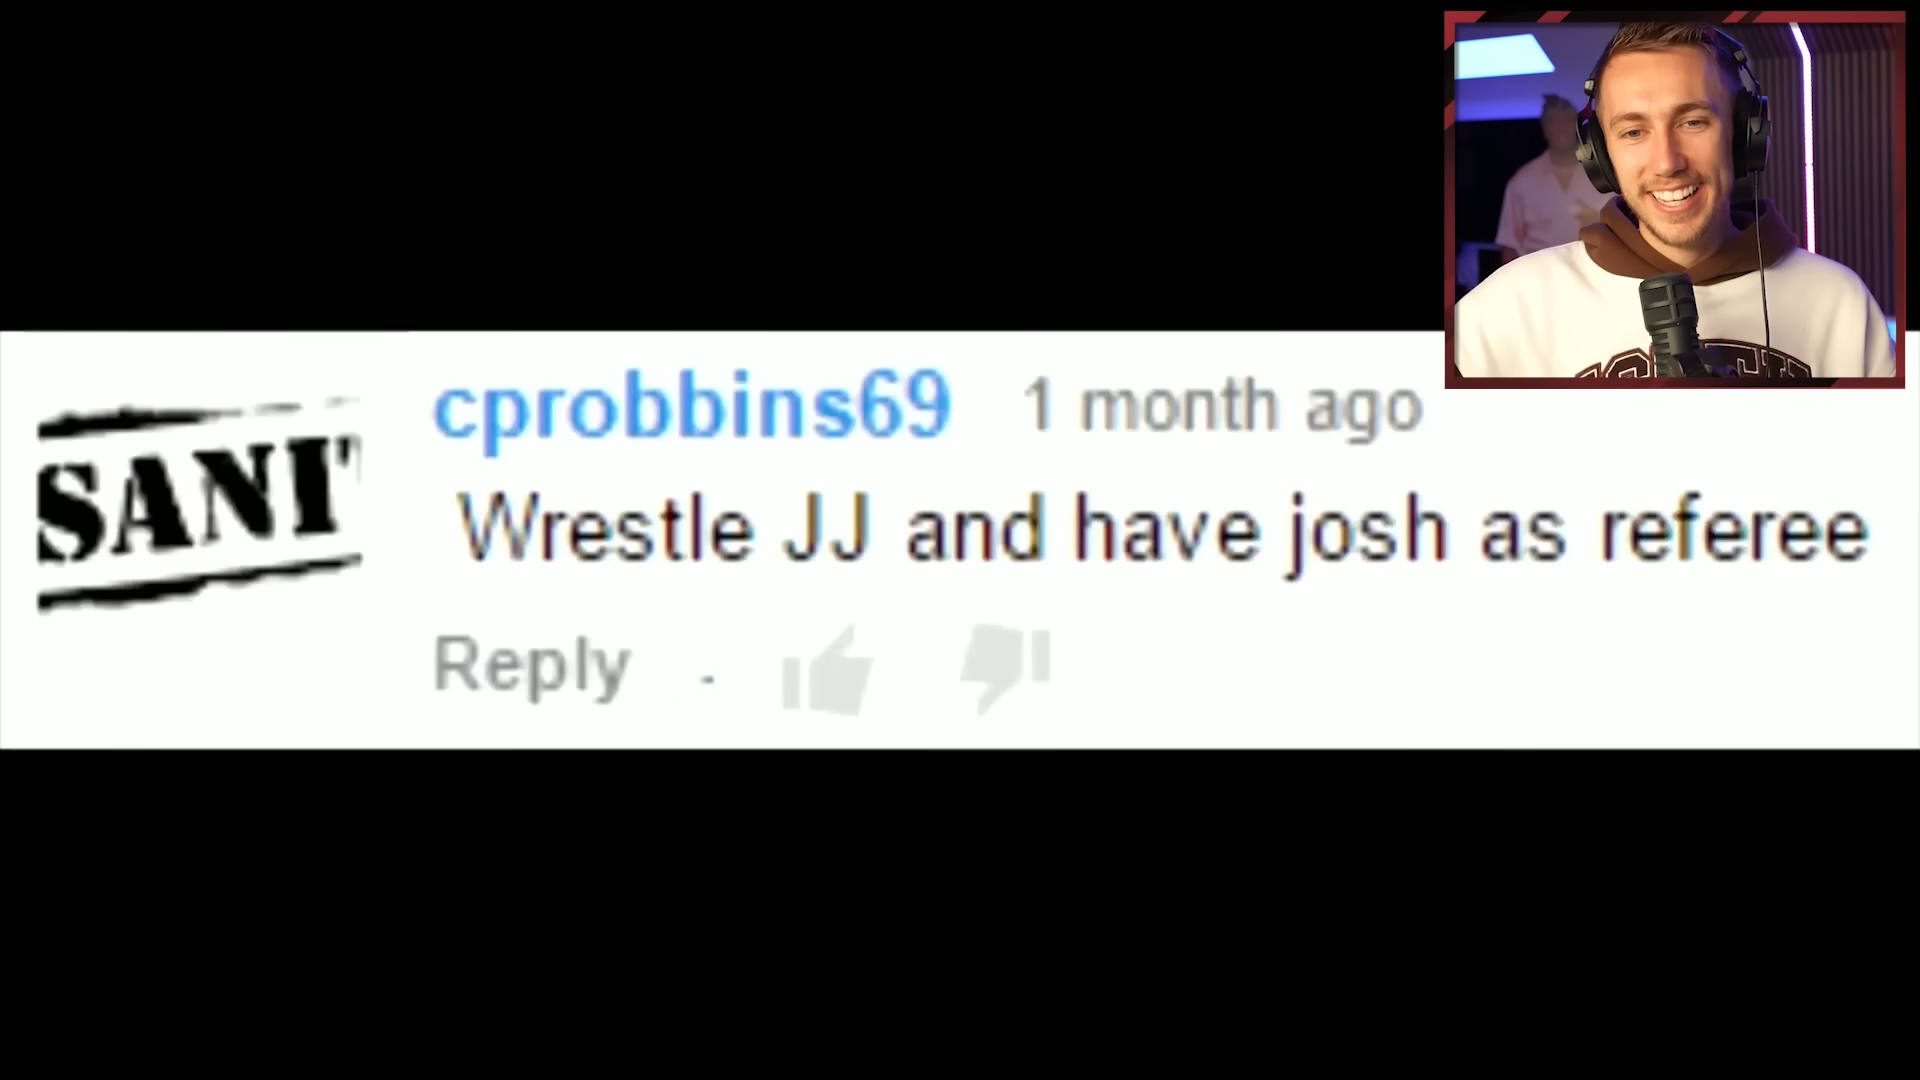 SANI
cprobbins69 1 month ago
Wrestle JJ and have josh as referee
Reply